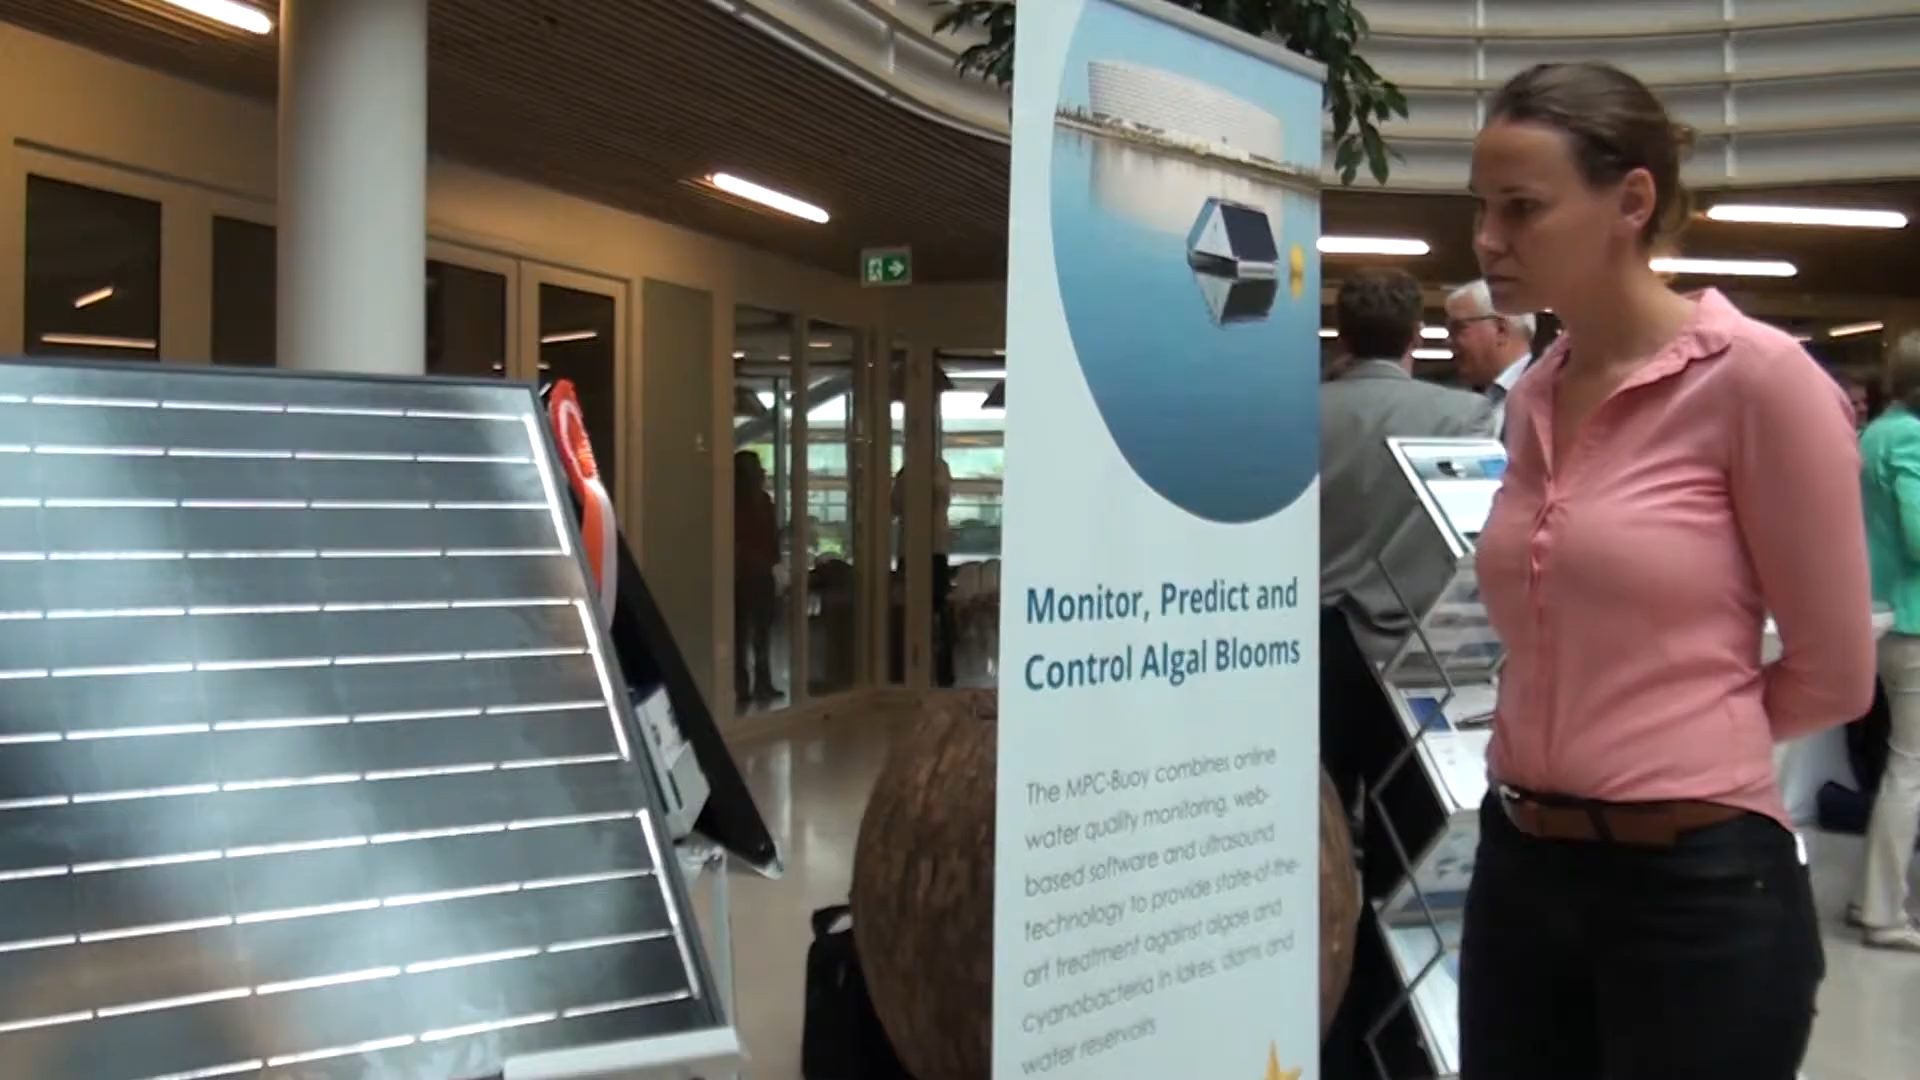 Monitor, Predict and
Control Algal Blooms
The MPC-Buoy combines online
water quality monitoring, web-
based software and ultrasound
technology to provide state-of-the-
art treatment against algae and
cyanobacteria in lakes, dams and
water reservoirs